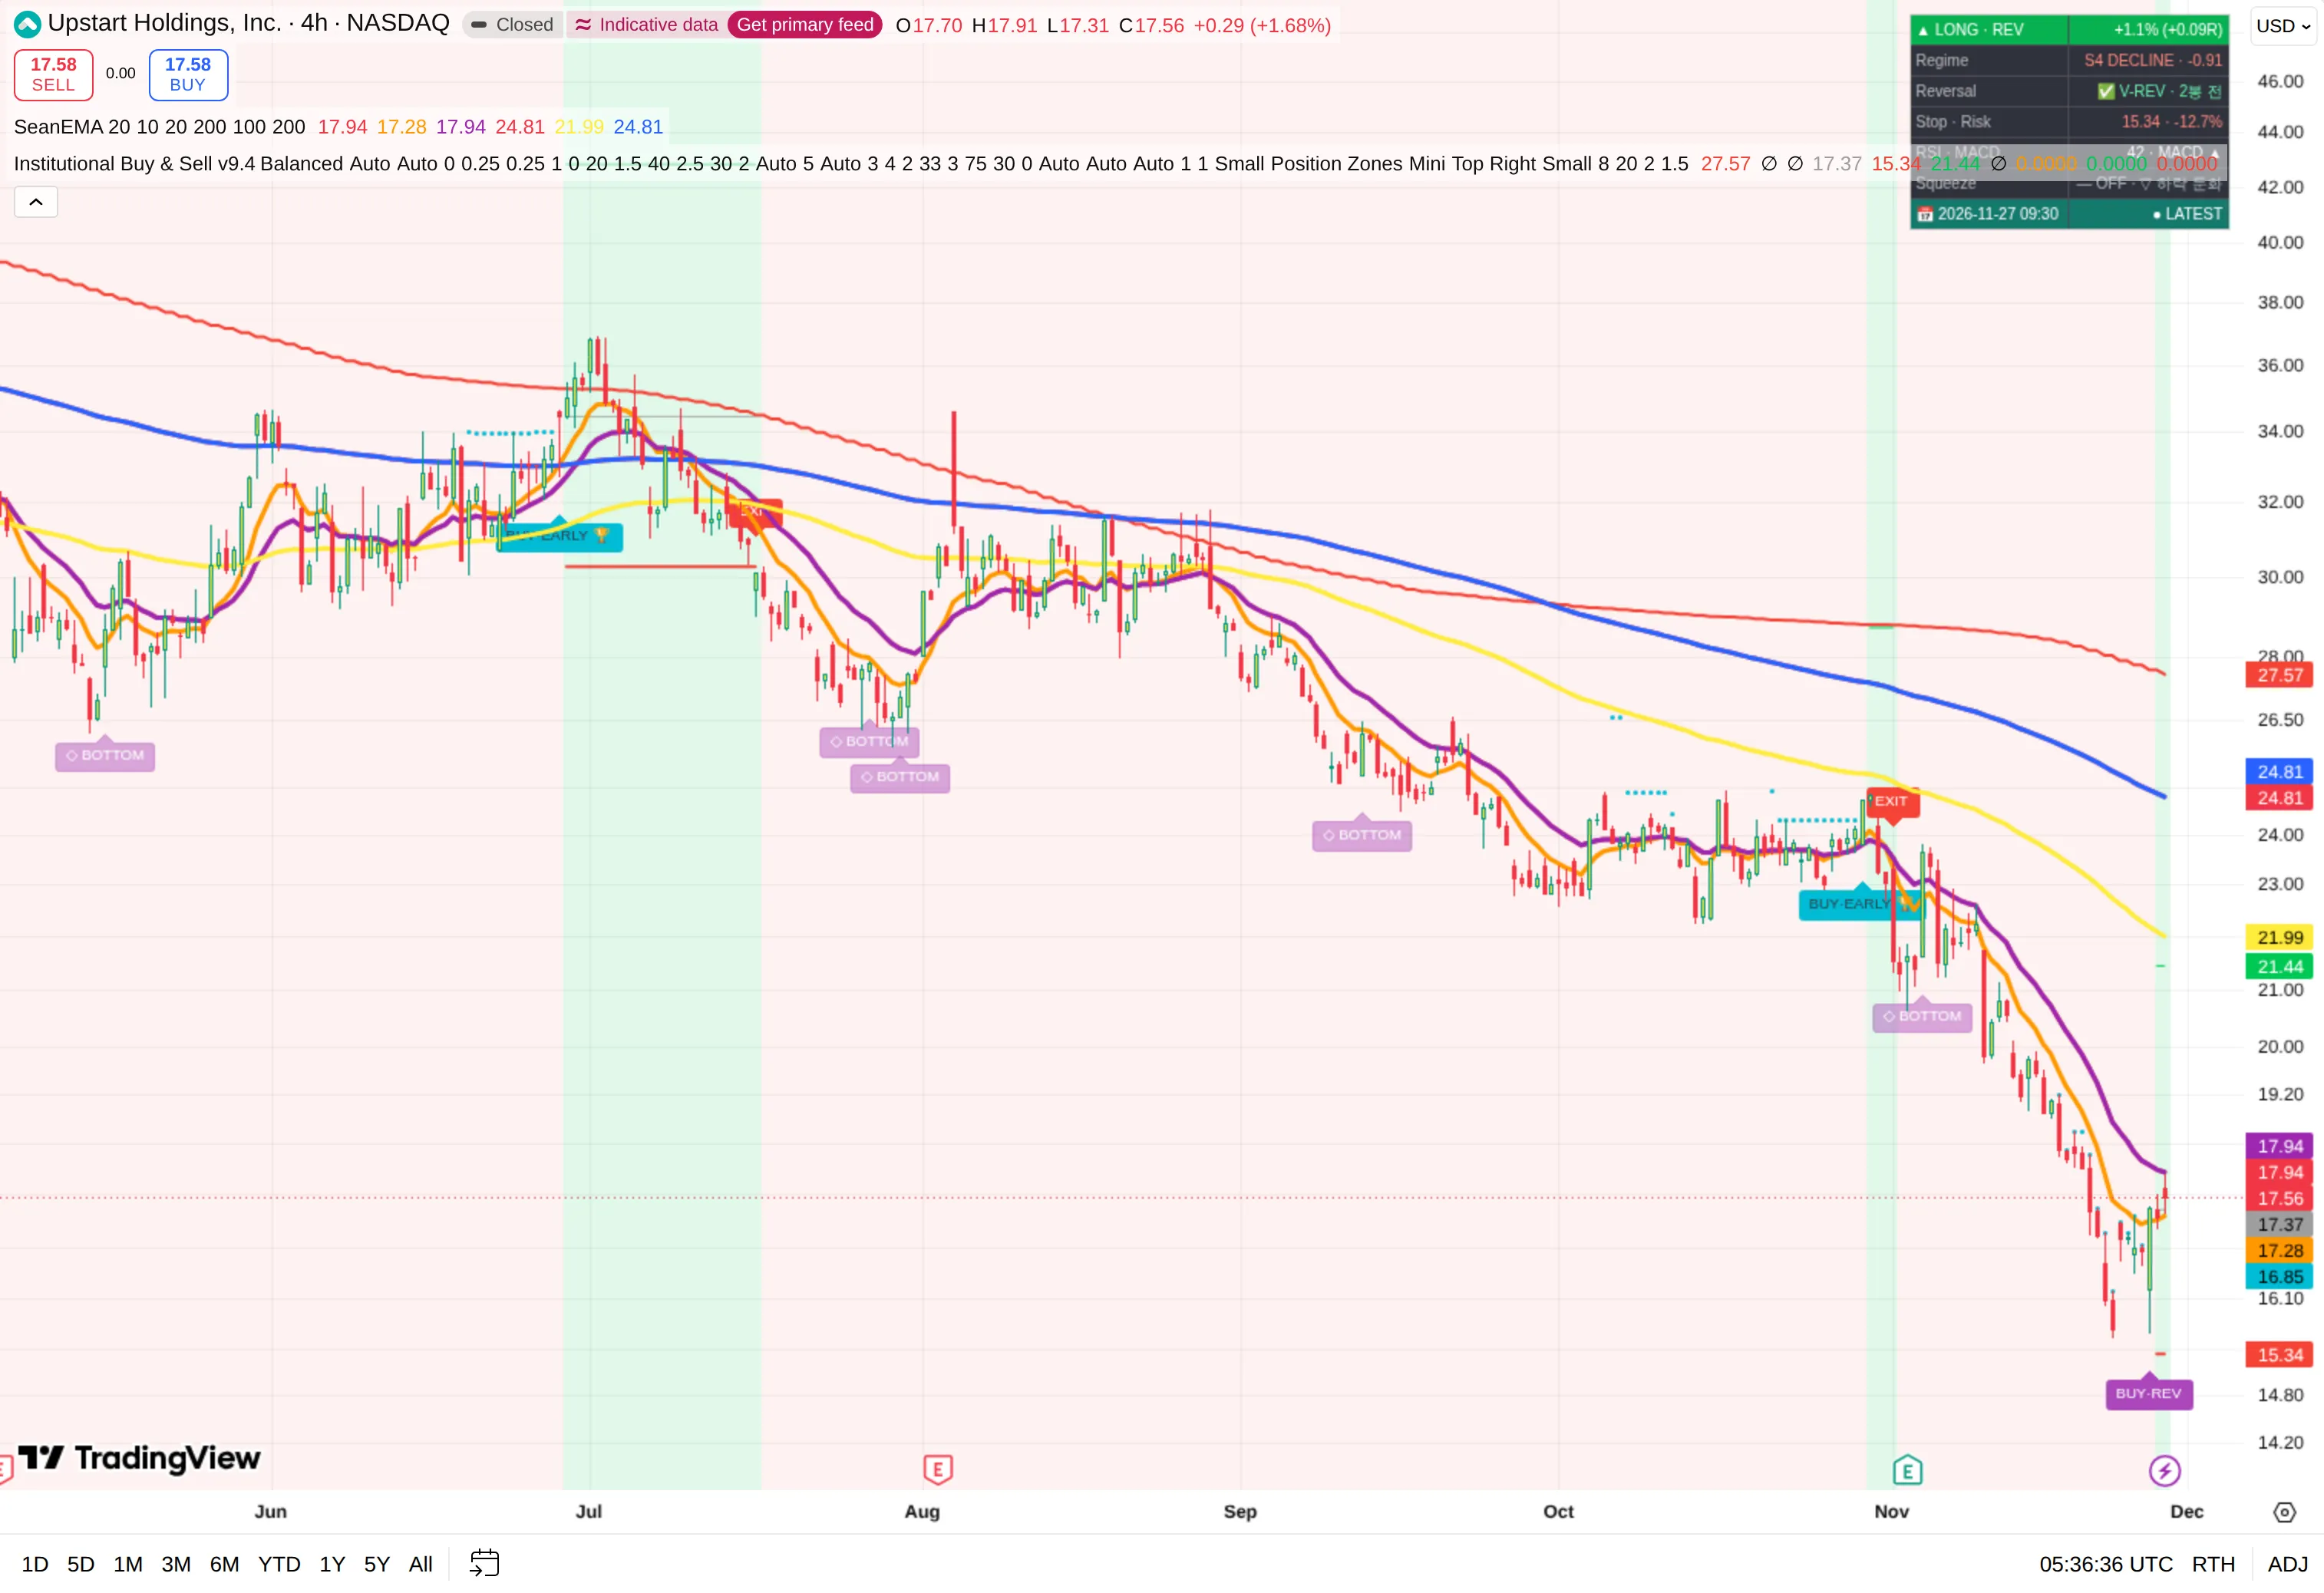 Upstart Holdings, Inc. · 4h · NASDAQ Closed Indicative data Get primary feed O17.70 H17.91 L17.31 C17.56 +0.29 (+1.68%)
17.58 SELL 0.00 17.58 BUY
SeanEMA 20 10 20 200 100 200 17.94 17.28 17.94 24.81 21.99 24.81
Institutional Buy & Sell v9.4 Balanced Auto Auto 0 0.25 0.25 1 0 20 1.5 40 2.5 30 2 Auto 5 Auto 3 4 2 33 3 75 30 0 Auto Auto Auto 1 1 Small Position Zones Mini Top Right Small 8 20 2 1.5 27.57 ∅ ∅ 17.37 15.34 21.44 ∅ 0.0000 0.0000 0.0000
▲ LONG · REV +1.1% (+0.09R)
Regime S4 DECLINE · -0.91
Reversal ✅ V-REV · 2봉 전
Stop · Risk 15.34 · -12.7%
RSI · MACD 42 · MACD ▲
Squeeze — OFF · ▽ 하락 둔화
📅 2026-11-27 09:30 ● LATEST
USD
46.00
44.00
42.00
40.00
38.00
36.00
34.00
32.00
30.00
28.00
27.57
26.50
24.81
24.81
24.00
23.00
21.99
21.44
21.00
20.00
19.20
17.94
17.94
17.56
17.37
17.28
16.85
16.10
15.34
14.80
14.20
BUY·EARLY 🏆
EXIT
◇ BOTTOM
◇ BOTTOM
◇ BOTTOM
◇ BOTTOM
EXIT
BUY·EARLY
◇ BOTTOM
BUY·REV
TradingView
E
E
E
Jun Jul Aug Sep Oct Nov Dec
1D 5D 1M 3M 6M YTD 1Y 5Y All 05:36:36 UTC RTH ADJ